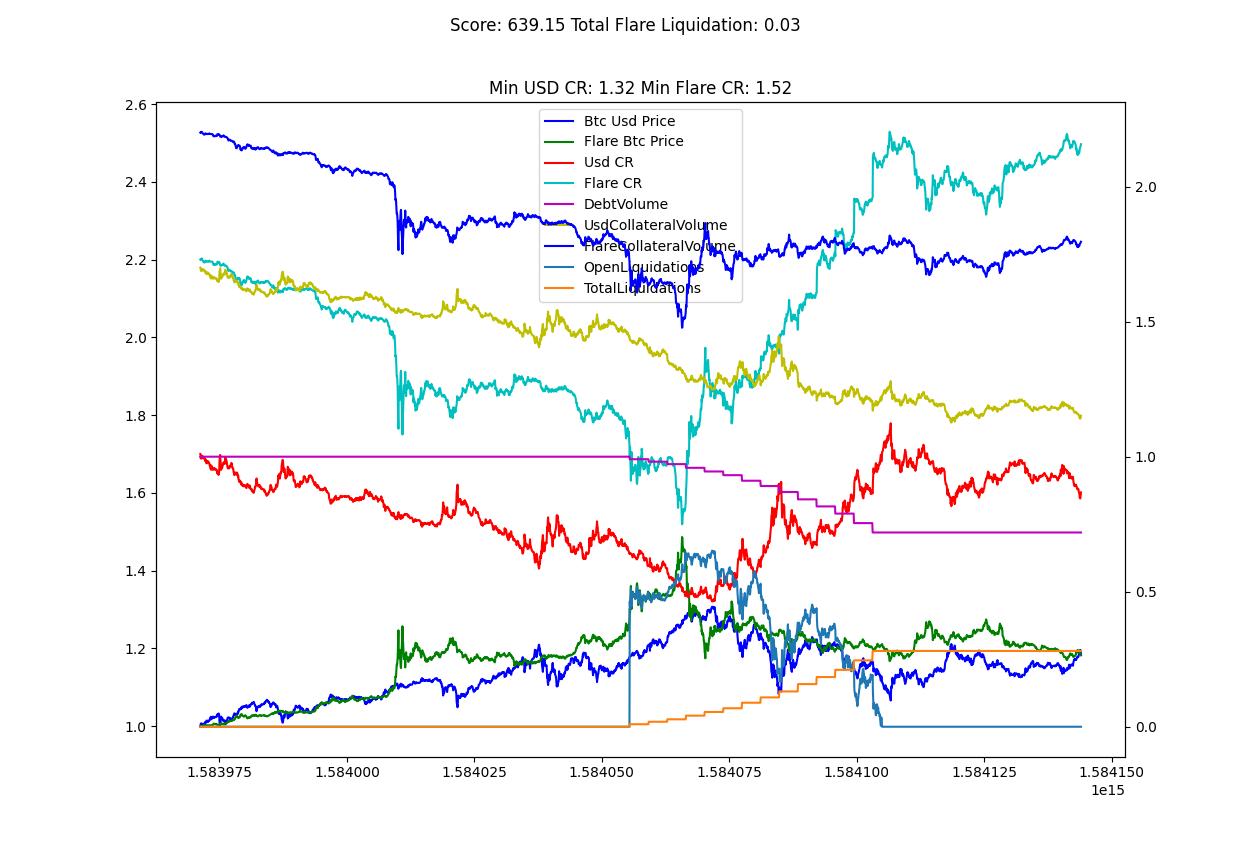 Score: 639.15 Total Flare Liquidation: 0.03
Min USD CR: 1.32 Min Flare CR: 1.52
2.6
2.4
2.2
2.0
1.8
1.6
1.4
1.2
1.0
Btc Usd Price
Flare Btc Price
Usd CR
Flare CR
DebtVolume
UsdCollateralVolume
FlareCollateralVolume
OpenLiquidations
TotalLiquidations
2.0
1.5
1.0
0.5
0.0
1.583975 1.584000 1.584025 1.584050 1.584075 1.584100 1.584125 1.584150
1e15